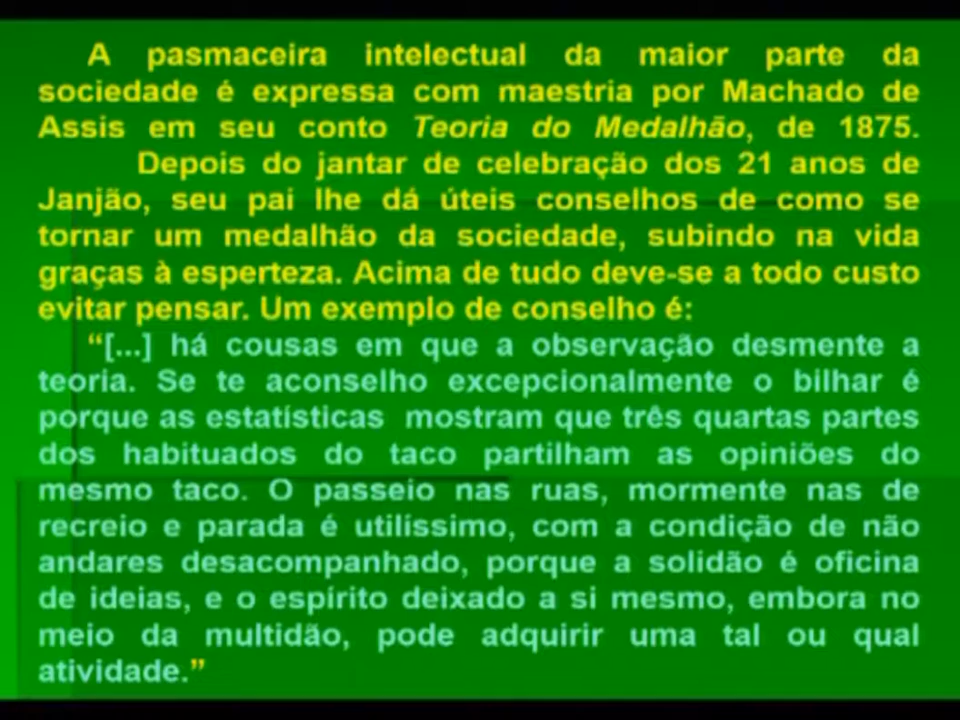 A pasmaceira intelectual da maior parte da
sociedade é expressa com maestria por Machado de
Assis em seu conto Teoria do Medalhão, de 1875.
Depois do jantar de celebração dos 21 anos de
Janjão, seu pai lhe dá úteis conselhos de como se
tornar um medalhão da sociedade, subindo na vida
graças à esperteza. Acima de tudo deve-se a todo custo
evitar pensar. Um exemplo de conselho é:
“[...] há cousas em que a observação desmente a
teoria. Se te aconselho excepcionalmente o bilhar é
porque as estatísticas mostram que três quartas partes
dos habituados do taco partilham as opiniões do
mesmo taco. O passeio nas ruas, mormente nas de
recreio e parada é utilíssimo, com a condição de não
andares desacompanhado, porque a solidão é oficina
de ideias, e o espírito deixado a si mesmo, embora no
meio da multidão, pode adquirir uma tal ou qual
atividade.”